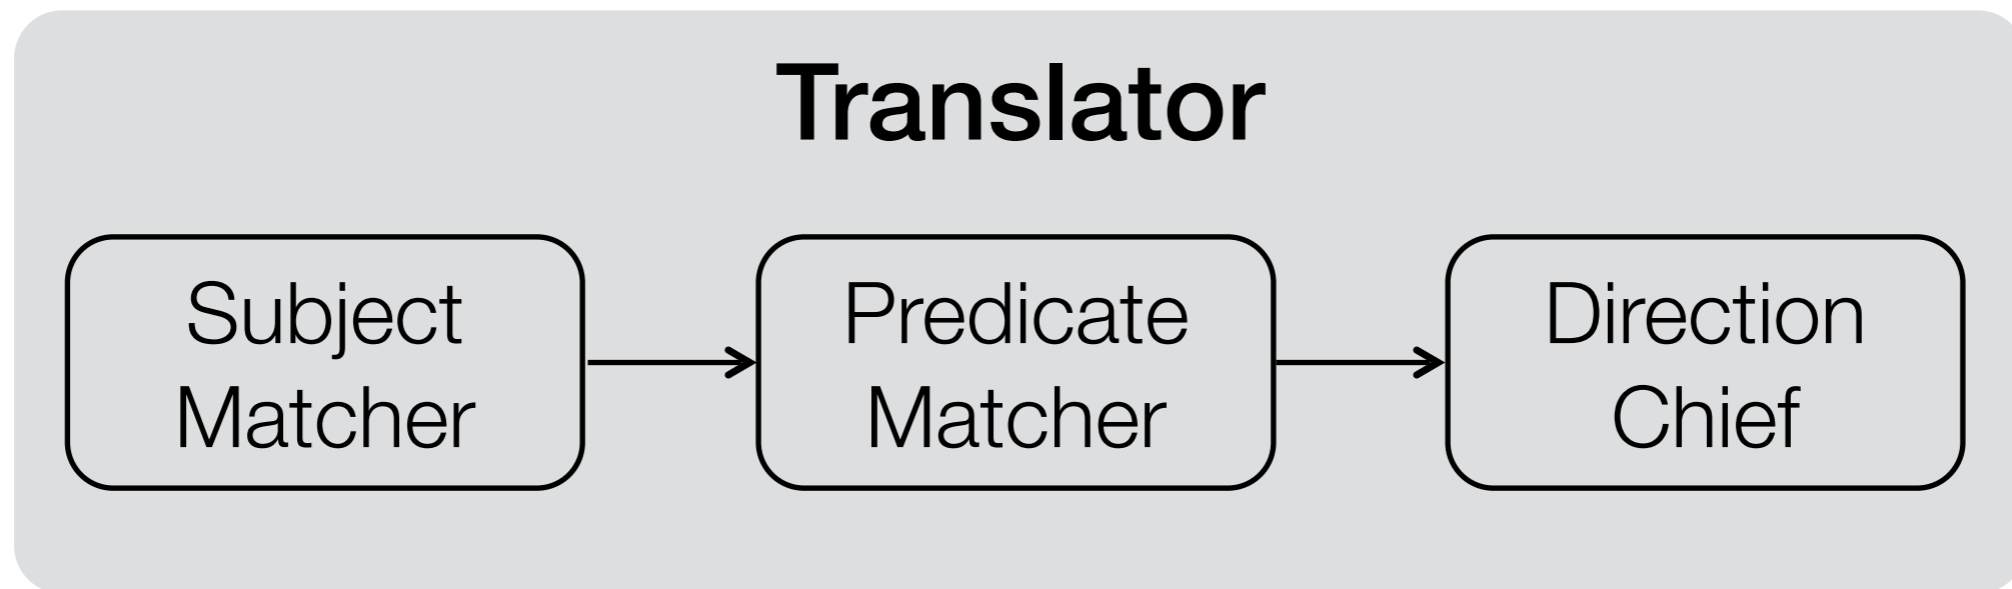 Translator
Subject
Matcher
Predicate
Matcher
Direction
Chief